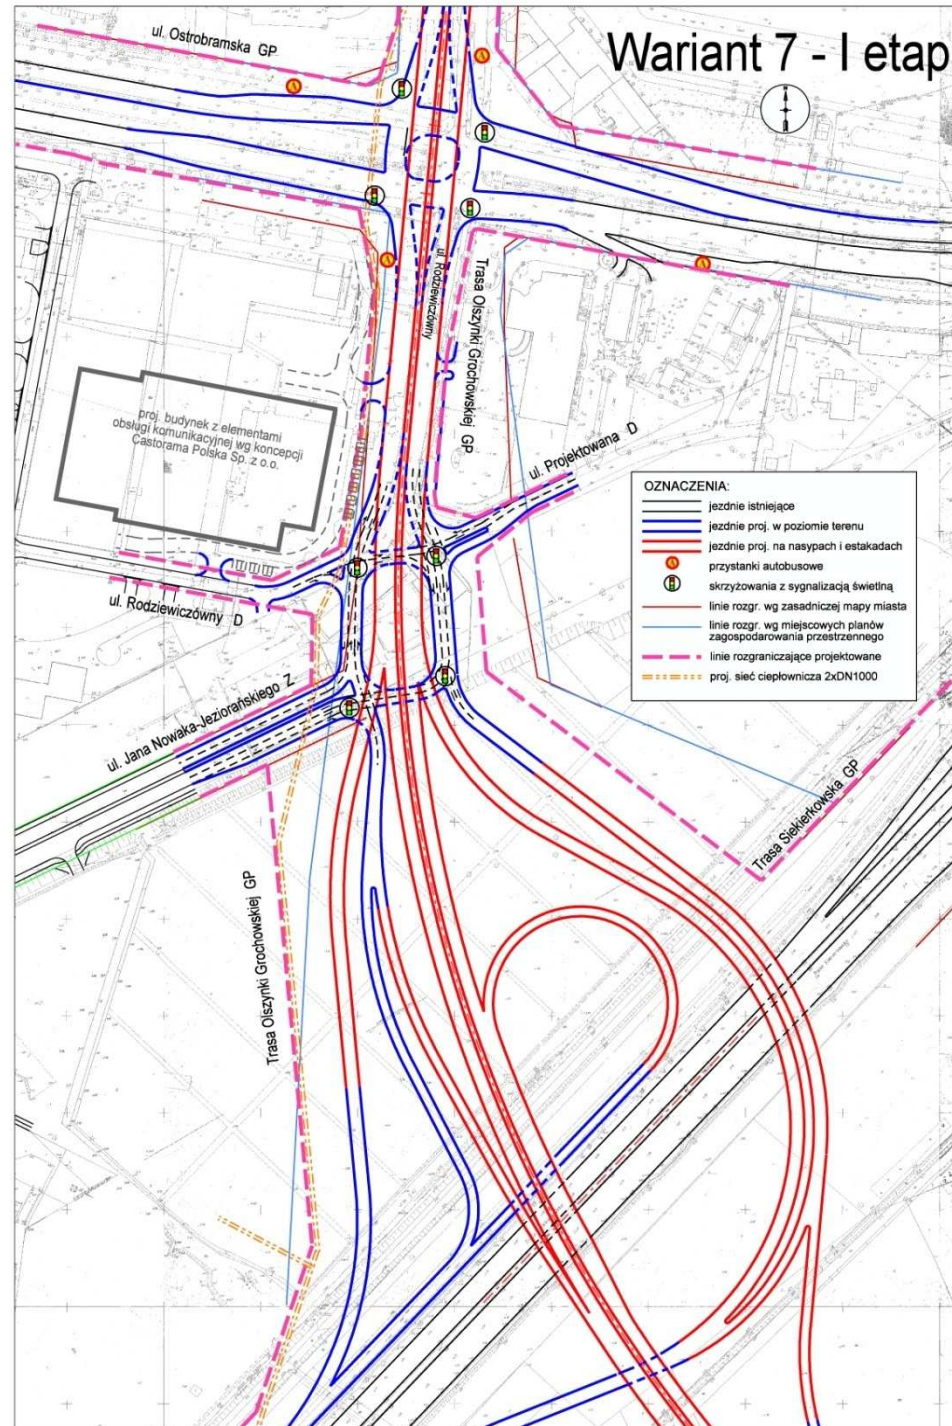 Wariant 7 - I etap
ul. Ostrobramska GP
ul. Rodziewiczówny
Trasa Olszynki Grochowskiej GP
proj. budynek z elementami
obsługi komunikacyjnej wg koncepcji
Castorama Polska Sp. z o.o.
ul. Projektowana D
OZNACZENIA:
jezdnie istniejące
jezdnie proj. w poziomie terenu
jezdnie proj. na nasypach i estakadach
przystanki autobusowe
skrzyżowania z sygnalizacją świetlną
linie rozgr. wg zasadniczej mapy miasta
linie rozgr. wg miejscowych planów
zagospodarowania przestrzennego
linie rozgraniczające projektowane
proj. sieć ciepłownicza 2xDN1000
ul. Rodziewiczówny D
ul. Jana Nowaka-Jeziorańskiego Z
Trasa Siekierkowska GP
Trasa Olszynki Grochowskiej GP